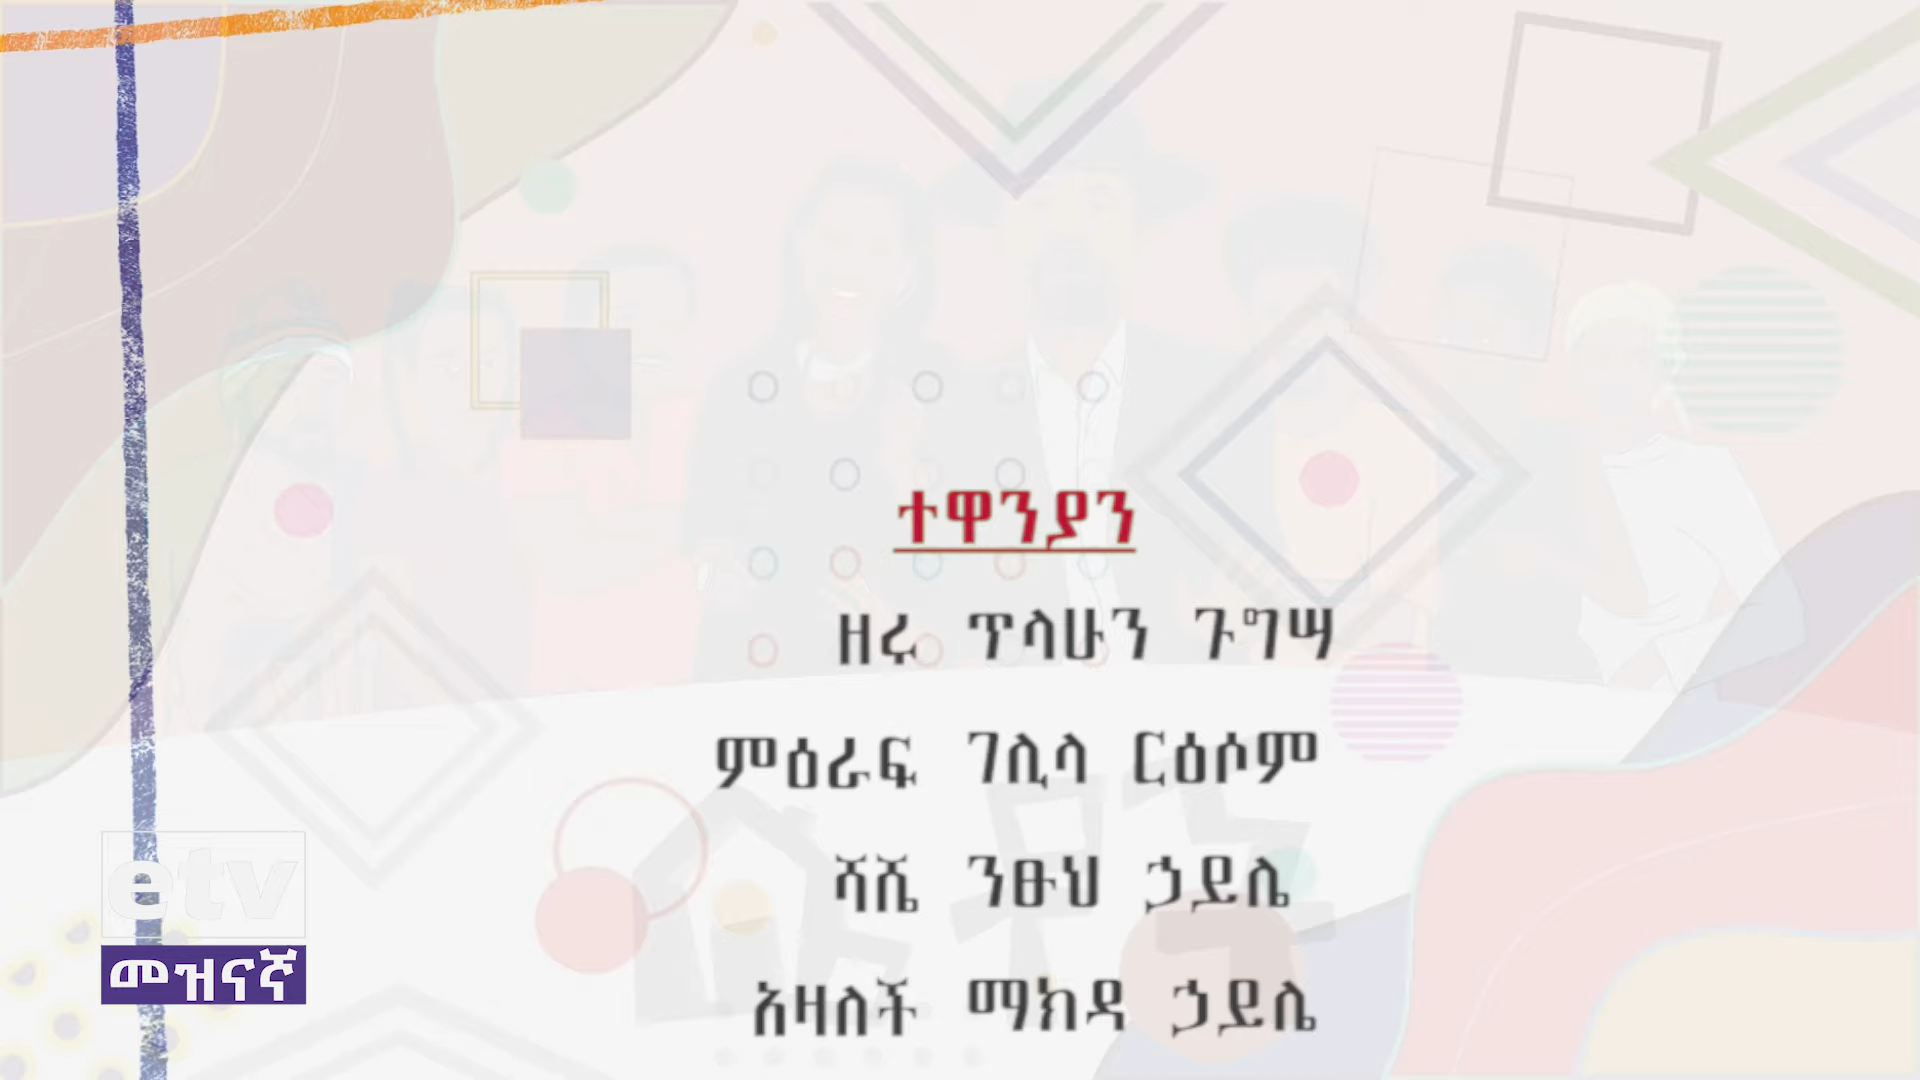 ተዋንያን
ዘሩ ጥላሁን ጉግሣ
ምዕራፍ ገሊላ ርዕሶም
ሻሼ ንፁህ ኃይሌ
አዛለች ማክዳ ኃይሌ
etv
መዝናኛ